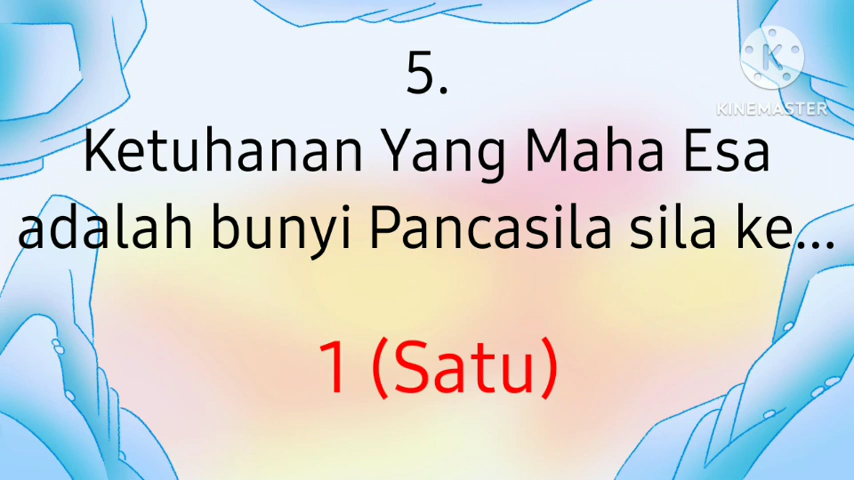 5.
K
KINEMASTER
Ketuhanan Yang Maha Esa
adalah bunyi Pancasila sila ke...
1 (Satu)